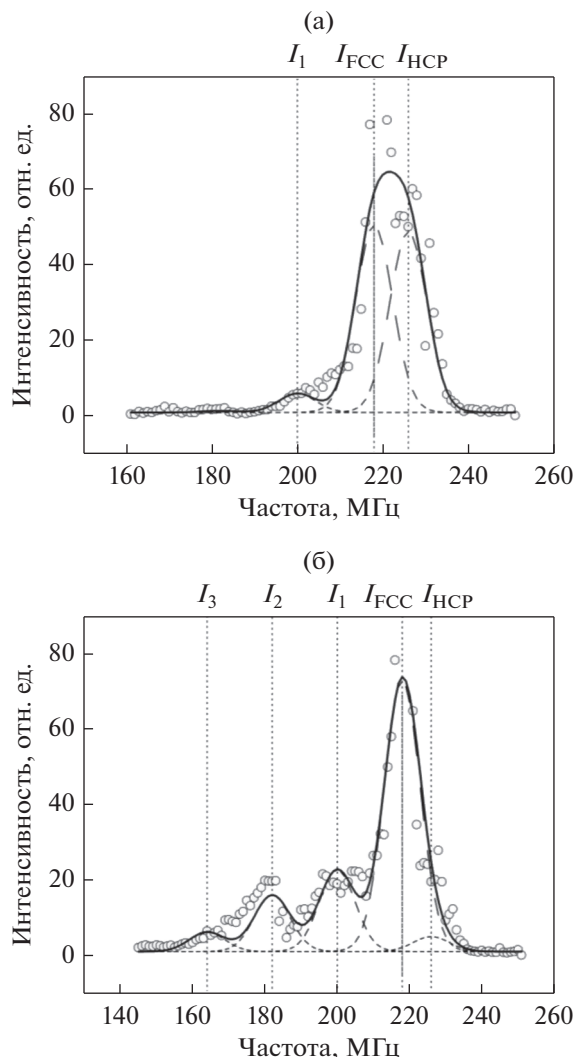 (а)
I1 IFCC IHCP
80
60
40
20
0
Интенсивность, отн. ед.
160 180 200 220 240 260
Частота, МГц
(б)
I3 I2 I1 IFCC IHCP
80
60
40
20
0
Интенсивность, отн. ед.
140 160 180 200 220 240 260
Частота, МГц